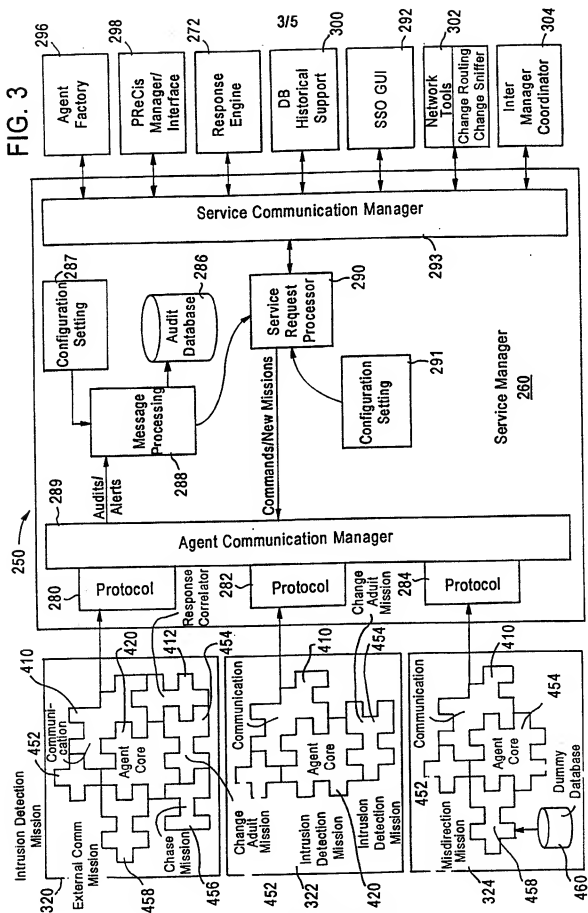 FIG. 3
3/5
296
Agent
Factory
298
PReCis
Manager/
Interface
272
Response
Engine
300
DB
Historical
Support
292
SSO GUI
302
Network
Tools
Change Routing
Change Sniffer
304
Inter
Manager
Coordinator
Service Communication Manager
293
287
Configuration
Setting
286
Audit
Database
290
Service
Request
Processor
Message
Processing
288
291
Configuration
Setting
Service Manager
260
250
289
Audits/
Alerts
Commands/New Missions
Agent Communication Manager
280
Protocol
282
Protocol
284
Protocol
Response
Correlator
Change
Aduit
Mission
454
Intrusion Detection
Mission
External Comm
Mission
320
410
452
Communi-
cation
420
Agent
Core
412
454
458
Chase Mission
456
Communication
410
Agent
Core
Change Aduit
Mission
452
Intrusion Detection
Mission
322
420
Intrusion Detection
Mission
Communication
410
452
Agent
Core
454
Misdirection
Mission
324
458
Dummy
Database
460